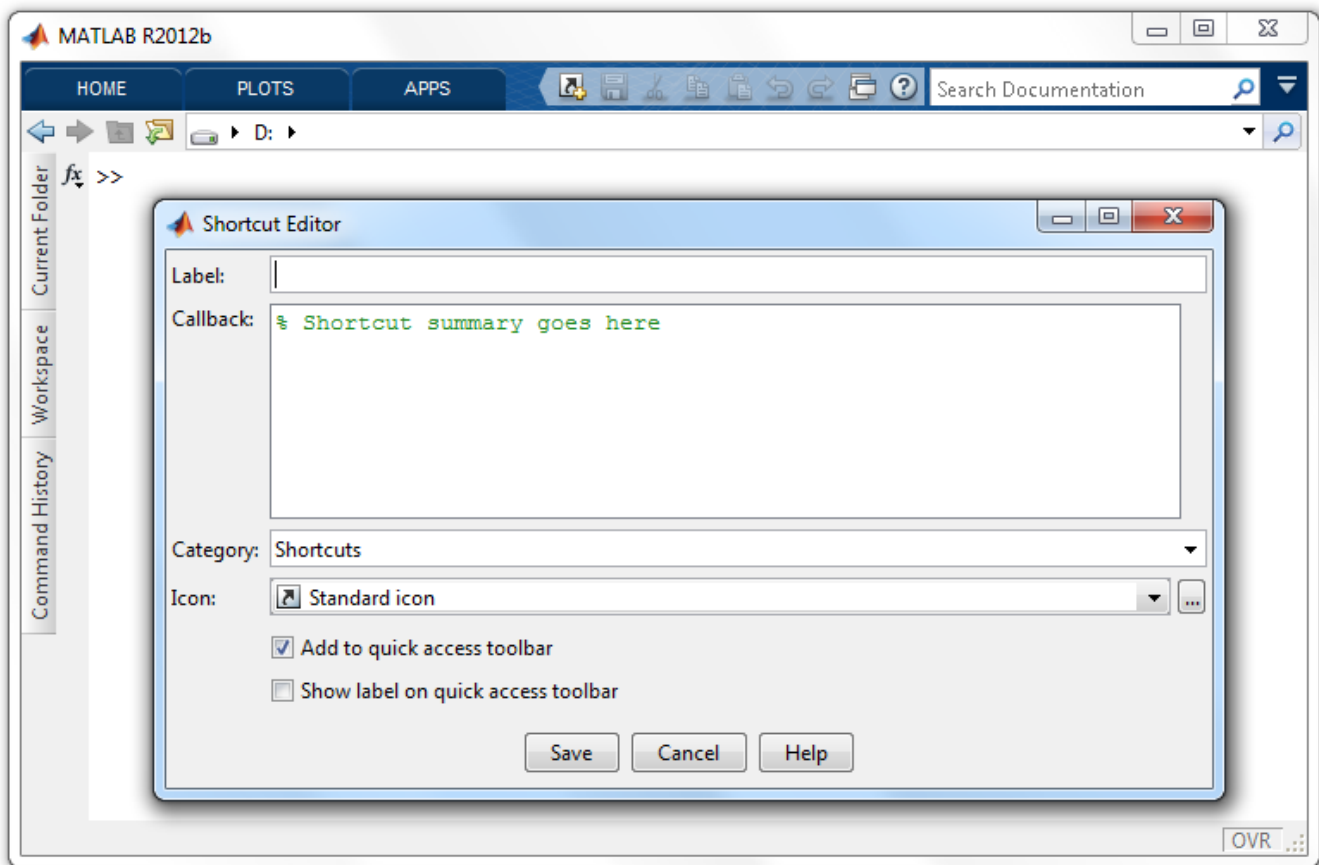 MATLAB R2012b
HOME PLOTS APPS Search Documentation
D:
Current Folder
Workspace
Command History
fx >>
Shortcut Editor
Label:
Callback: % Shortcut summary goes here
Category: Shortcuts
Icon: Standard icon ...
Add to quick access toolbar
Show label on quick access toolbar
Save Cancel Help
OVR